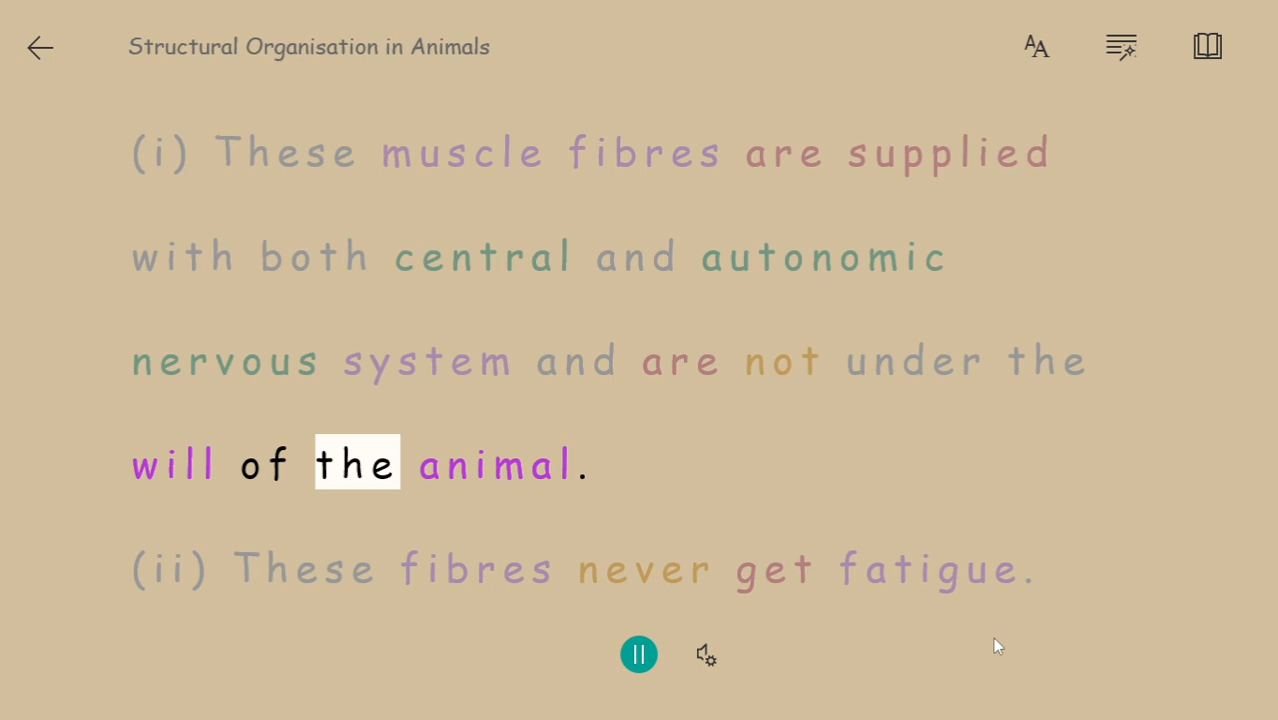 Structural Organisation in Animals
(i) These muscle fibres are supplied
with both central and autonomic
nervous system and are not under the
will of the animal.
(ii) These fibres never get fatigue.